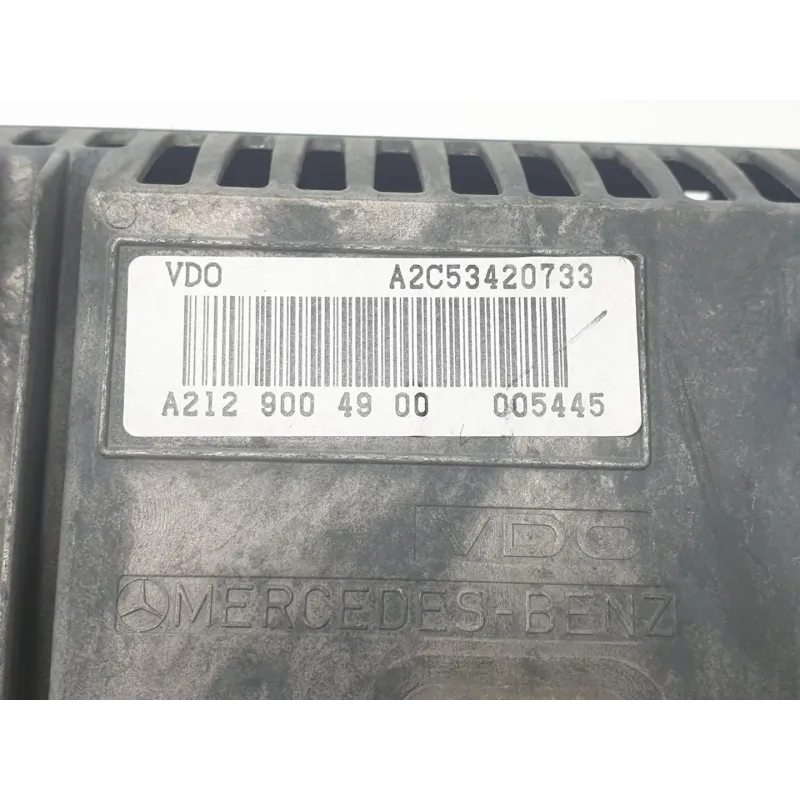 VDO A2C53420733
A212 900 49 00 005445
VDO
MERCEDES-BENZ